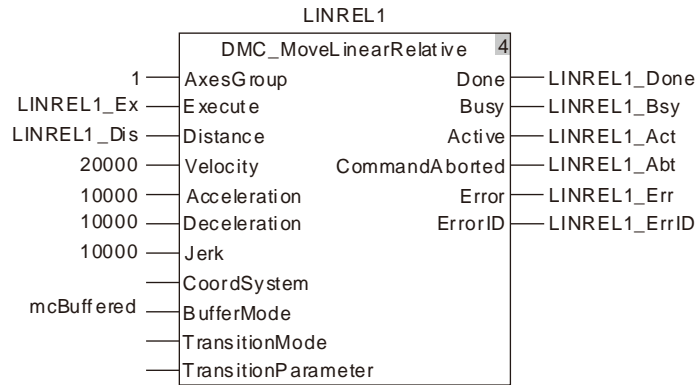 LINREL1
DMC_MoveLinearRelative 4
1 AxesGroup Done LINREL1_Done
LINREL1_Ex Execute Busy LINREL1_Bsy
LINREL1_Dis Distance Active LINREL1_Act
20000 Velocity CommandAborted LINREL1_Abt
10000 Acceleration Error LINREL1_Err
10000 Deceleration ErrorID LINREL1_ErrID
10000 Jerk
CoordSystem
mcBuffered BufferMode
TransitionMode
TransitionParameter